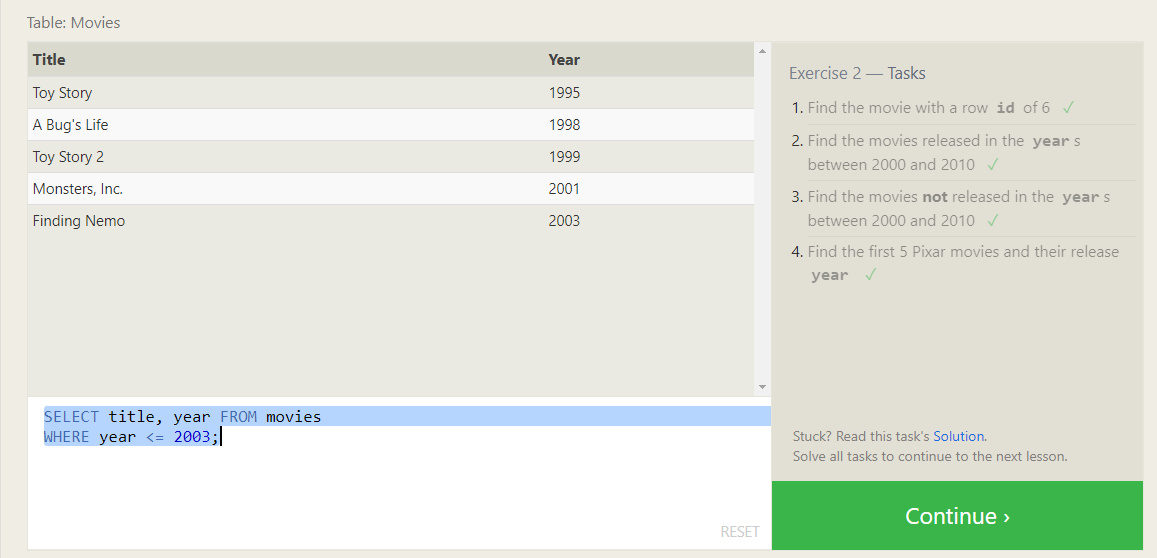 Table: Movies
Title Year
Toy Story 1995
A Bug's Life 1998
Toy Story 2 1999
Monsters, Inc. 2001
Finding Nemo 2003
SELECT title, year FROM movies
WHERE year <= 2003;
RESET
Exercise 2 — Tasks
1. Find the movie with a row id of 6 ✓
2. Find the movies released in the year s
between 2000 and 2010 ✓
3. Find the movies not released in the year s
between 2000 and 2010 ✓
4. Find the first 5 Pixar movies and their release
year ✓
Stuck? Read this task's Solution.
Solve all tasks to continue to the next lesson.
Continue ›